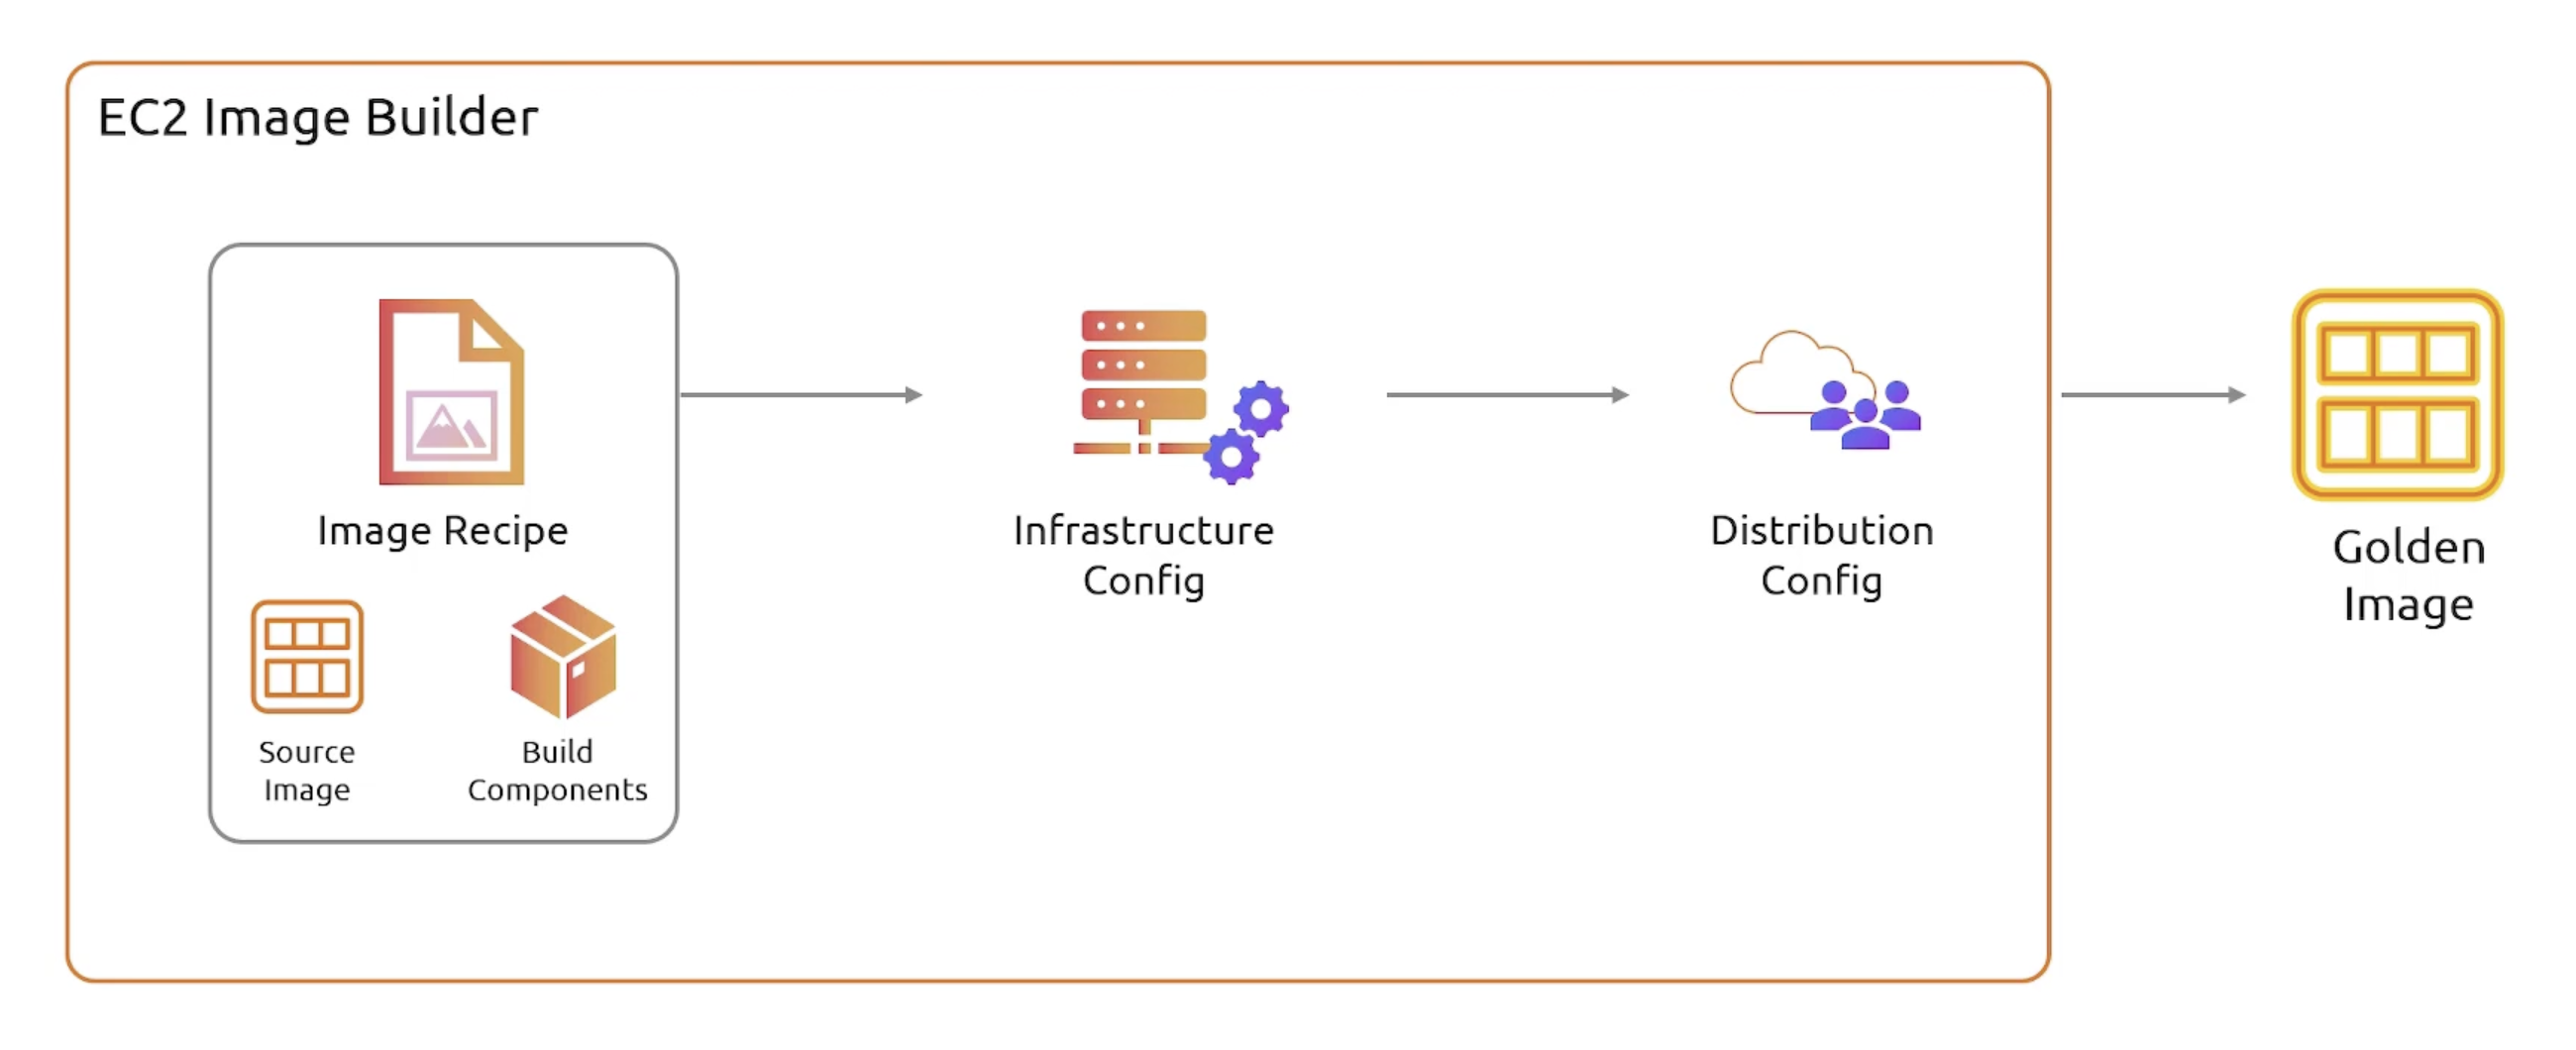 EC2 Image Builder
Image Recipe
Source
Image
Build
Components
Infrastructure
Config
Distribution
Config
Golden
Image